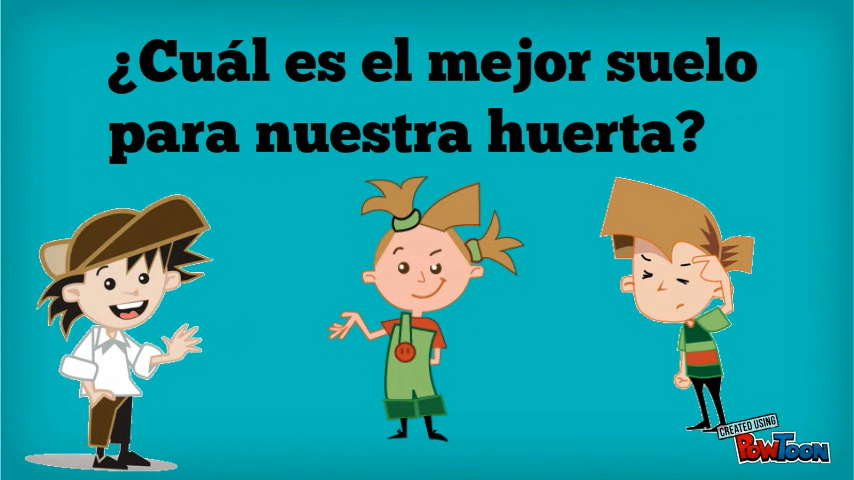 ¿Cuál es el mejor suelo
para nuestra huerta?
CREATED USING
POWTOON